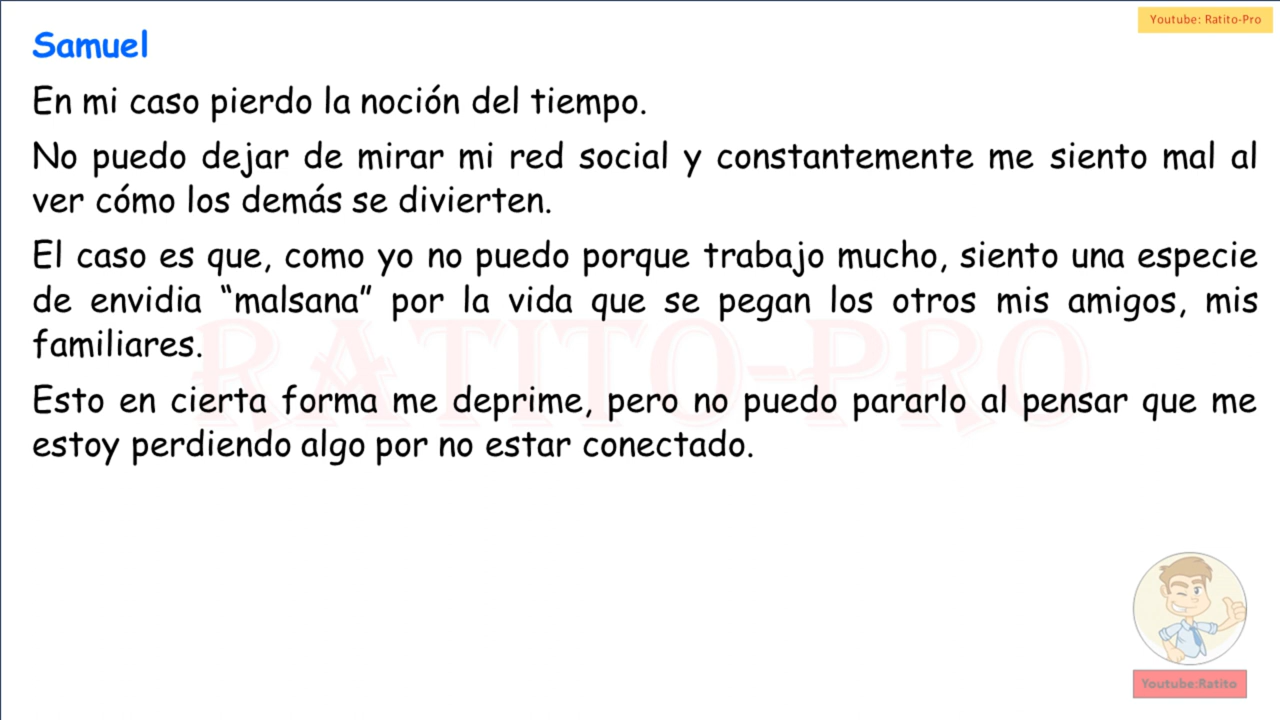 Youtube: Ratito-Pro
Samuel
En mi caso pierdo la noción del tiempo.
No puedo dejar de mirar mi red social y constantemente me siento mal al
ver cómo los demás se divierten.
El caso es que, como yo no puedo porque trabajo mucho, siento una especie
de envidia “malsana” por la vida que se pegan los otros mis amigos, mis
familiares.
RATITO-PRO
Esto en cierta forma me deprime, pero no puedo pararlo al pensar que me
estoy perdiendo algo por no estar conectado.
Youtube:Ratito